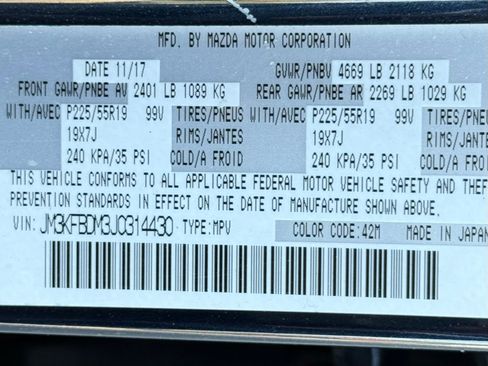 MFD. BY MAZDA MOTOR CORPORATION
DATE 11/17 GVWR/PNBV 4669 LB 2118 KG
FRONT GAWR/PNBE AV 2401 LB 1089 KG REAR GAWR/PNBE AR 2269 LB 1029 KG
WITH/AVEC P225/55R19 99V TIRES/PNEUS WITH/AVEC P225/55R19 99V TIRES/PNEUS
19X7J RIMS/JANTES 19X7J RIMS/JANTES
240 KPA/35 PSI COLD/A FROID 240 KPA/35 PSI COLD/A FROID
THIS VEHICLE CONFORMS TO ALL APPLICABLE FEDERAL MOTOR VEHICLE SAFETY AND THEF
PREVENTION STANDARDS IN EFFECT ON THE DATE OF MANUFACTURE SHOWN ABOVE.
VIN: JM3KFBDM3J0314430 TYPE: MPV COLOR CODE: 42M MADE IN JAPAN